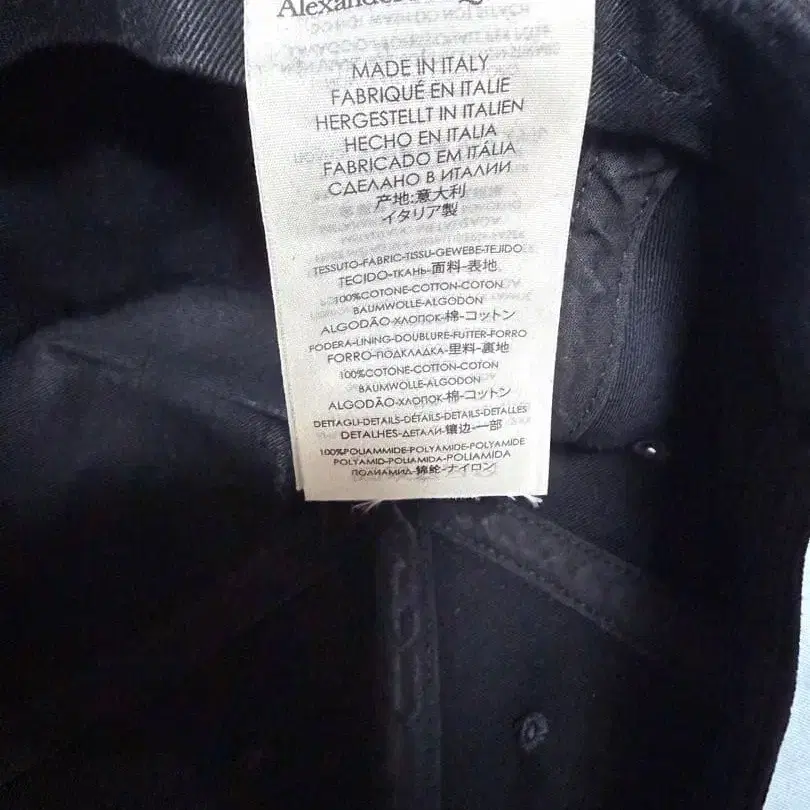 Alexander
MADE IN ITALY
FABRIQUÉ EN ITALIE
HERGESTELLT IN ITALIEN
HECHO EN ITALIA
FABRICADO EM ITÁLIA
СДЕЛАНО В ИТАЛИИ
产地:意大利
イタリア製
TESSUTO-FABRIC-TISSU-GEWEBE-TEJIDO
TECIDO-ТКАНЬ-面料-表地
100%COTONE-COTTON-COTON
BAUMWOLLE-ALGODON
ALGODÃO-ХЛОПОК-棉-コットン
FODERA-LINING-DOUBLURE-FUTTER-FORRO
FORRO-ПОДКЛАДКА-里料-裏地
100%COTONE-COTTON-COTON
BAUMWOLLE-ALGODON
ALGODÃO-ХЛОПОК-棉-コットン
DETTAGLI-DETAILS-DÉTAILS-DETAILS-DETALLES
DETALHES-ДЕТАЛИ-镶边-一部
100%POLIAMMIDE-POLYAMIDE-POLYAMIDE
POLYAMID-POLIAMIDA-POLIAMIDA
ПОЛИАМИД-锦纶-ナイロン